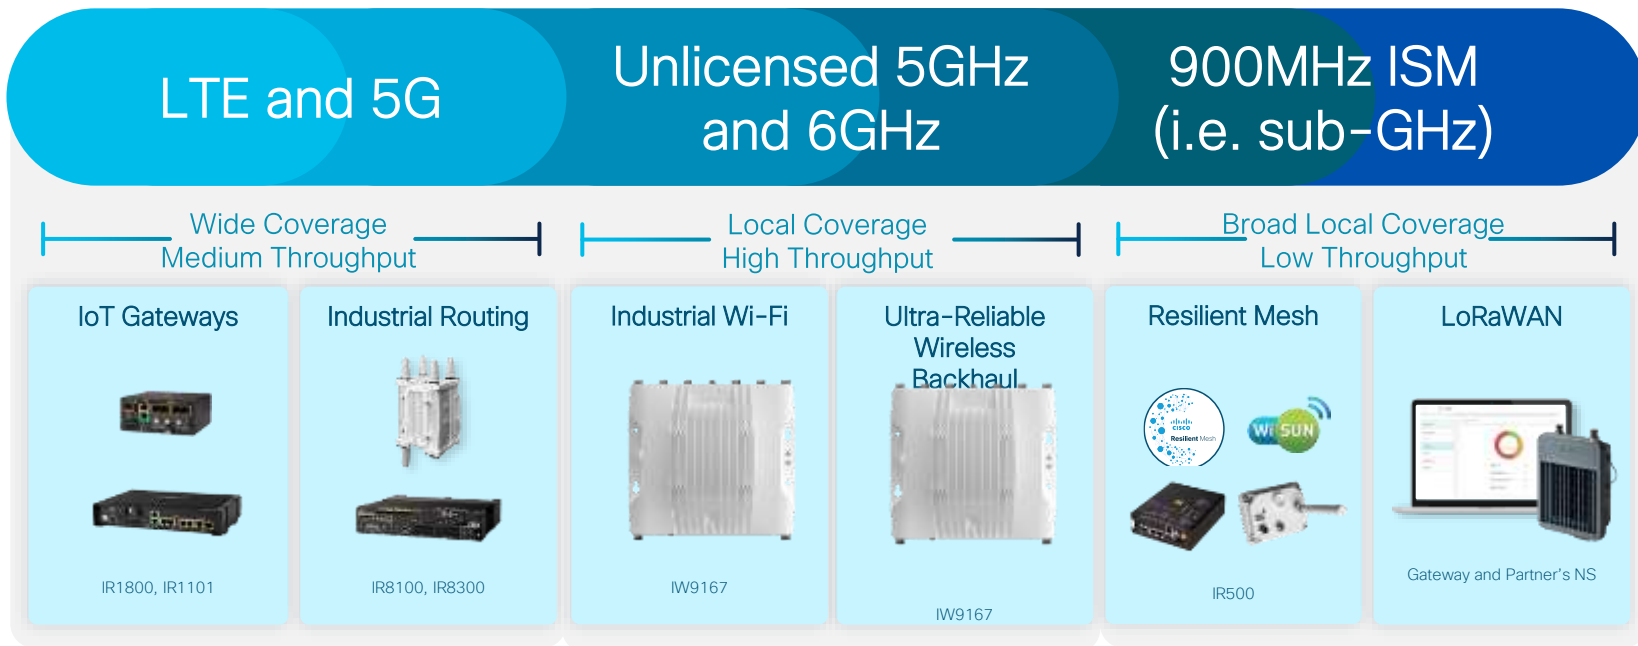 LTE and 5G
Unlicensed 5GHz
and 6GHz
900MHz ISM
(i.e. sub-GHz)
Wide Coverage
Medium Throughput
Local Coverage
High Throughput
Broad Local Coverage
Low Throughput
IoT Gateways
IR1800, IR1101
Industrial Routing
IR8100, IR8300
Industrial Wi-Fi
IW9167
Ultra-Reliable
Wireless
Backhaul
IW9167
Resilient Mesh
CISCO
Resilient Mesh
Wi SUN
IR500
LoRaWAN
Gateway and Partner's NS